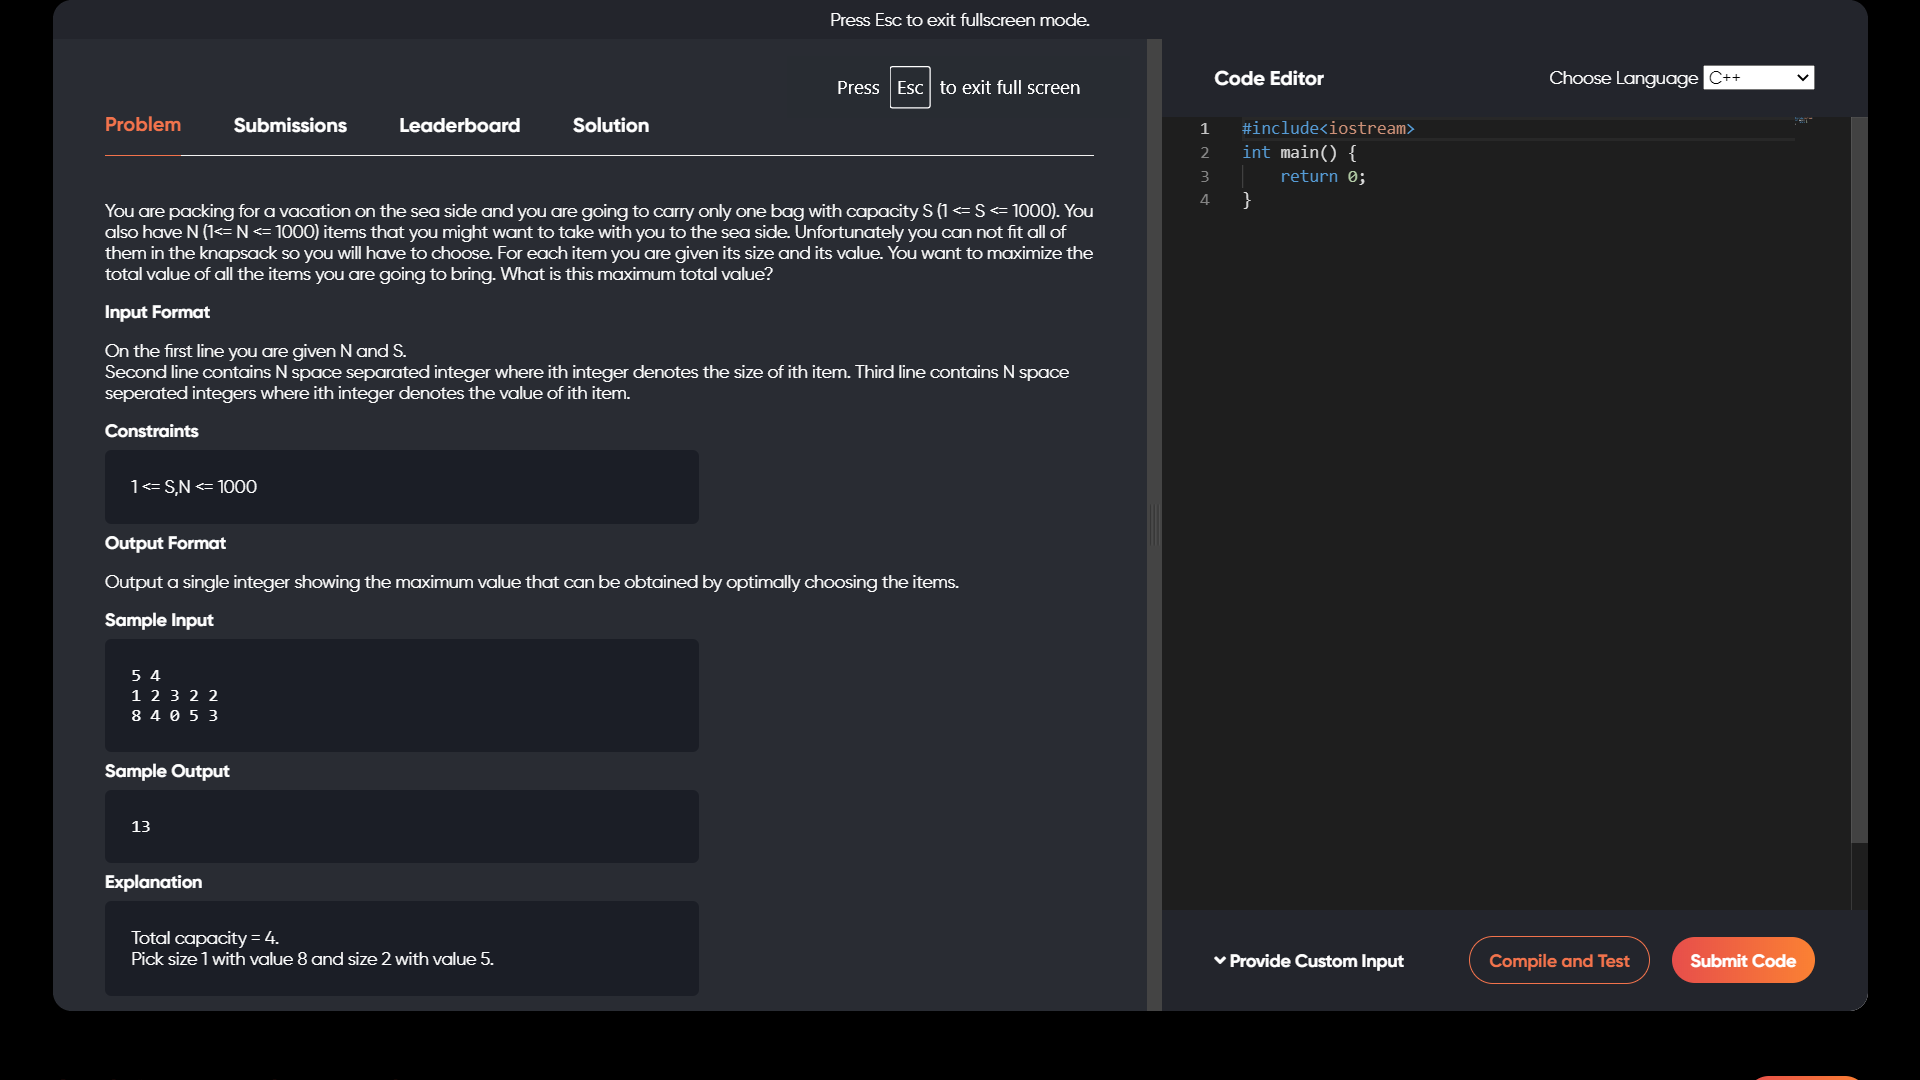 Press Esc to exit fullscreen mode.
Press Esc to exit full screen
Problem Submissions Leaderboard Solution
You are packing for a vacation on the sea side and you are going to carry only one bag with capacity S (1 <= S <= 1000). You
also have N (1<= N <= 1000) items that you might want to take with you to the sea side. Unfortunately you can not fit all of
them in the knapsack so you will have to choose. For each item you are given its size and its value. You want to maximize the
total value of all the items you are going to bring. What is this maximum total value?
Input Format
On the first line you are given N and S.
Second line contains N space separated integer where ith integer denotes the size of ith item. Third line contains N space
seperated integers where ith integer denotes the value of ith item.
Constraints
1 <= S,N <= 1000
Output Format
Output a single integer showing the maximum value that can be obtained by optimally choosing the items.
Sample Input
5 4
1 2 3 2 2
8 4 0 5 3
Sample Output
13
Explanation
Total capacity = 4.
Pick size 1 with value 8 and size 2 with value 5.
Code Editor
Choose Language C++
1 #include<iostream>
2 int main() {
3 return 0;
4 }
Provide Custom Input
Compile and Test
Submit Code